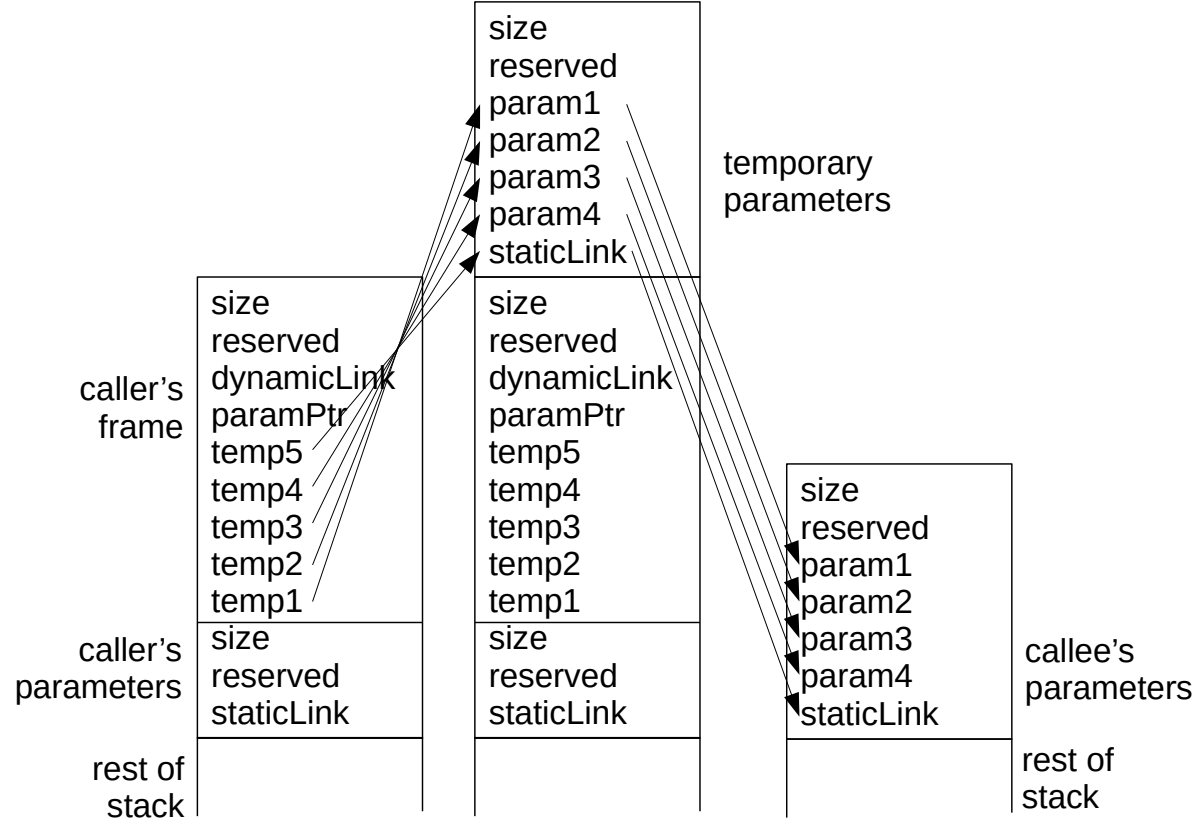 size
reserved
param1
param2
param3
param4
staticLink
temporary
parameters
caller’s
frame
size
reserved
dynamicLink
paramPtr
temp5
temp4
temp3
temp2
temp1
caller’s
parameters
size
reserved
staticLink
rest of
stack
size
reserved
dynamicLink
paramPtr
temp5
temp4
temp3
temp2
temp1
size
reserved
staticLink
size
reserved
param1
param2
param3
param4
staticLink
callee’s
parameters
rest of
stack